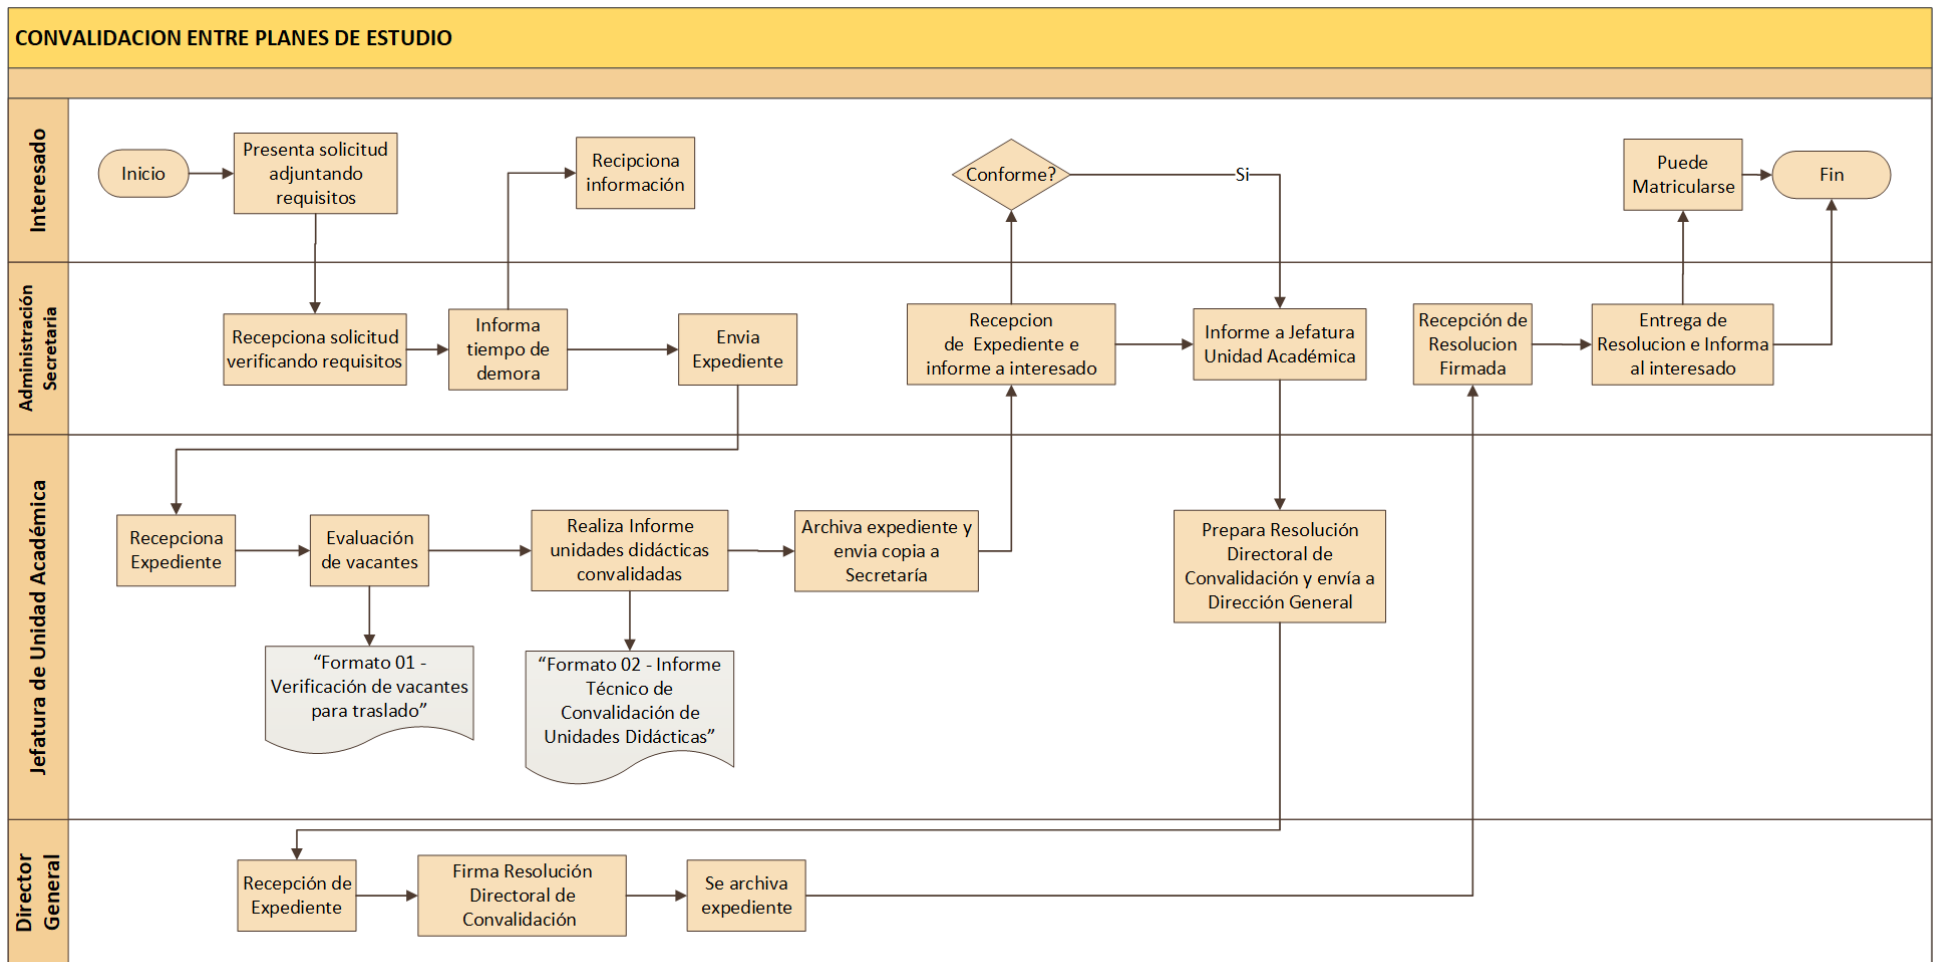 CONVALIDACION ENTRE PLANES DE ESTUDIO
Interesado
Inicio
Presenta solicitud
adjuntando
requisitos
Recipciona
información
Conforme?
Si
Puede
Matricularse
Fin
Administración
Secretaria
Recepciona solicitud
verificando requisitos
Informa
tiempo de
demora
Envia
Expediente
Recepcion
de Expediente e
informe a interesado
Informe a Jefatura
Unidad Académica
Recepción de
Resolucion
Firmada
Entrega de
Resolucion e Informa
al interesado
Jefatura de Unidad Académica
Recepciona
Expediente
Evaluación
de vacantes
Realiza Informe
unidades didácticas
convalidadas
Archiva expediente y
envia copia a
Secretaría
Prepara Resolución
Directoral de
Convalidación y envía a
Dirección General
“Formato 01 -
Verificación de vacantes
para traslado”
“Formato 02 - Informe
Técnico de
Convalidación de
Unidades Didácticas”
Director
General
Recepción de
Expediente
Firma Resolución
Directoral de
Convalidación
Se archiva
expediente